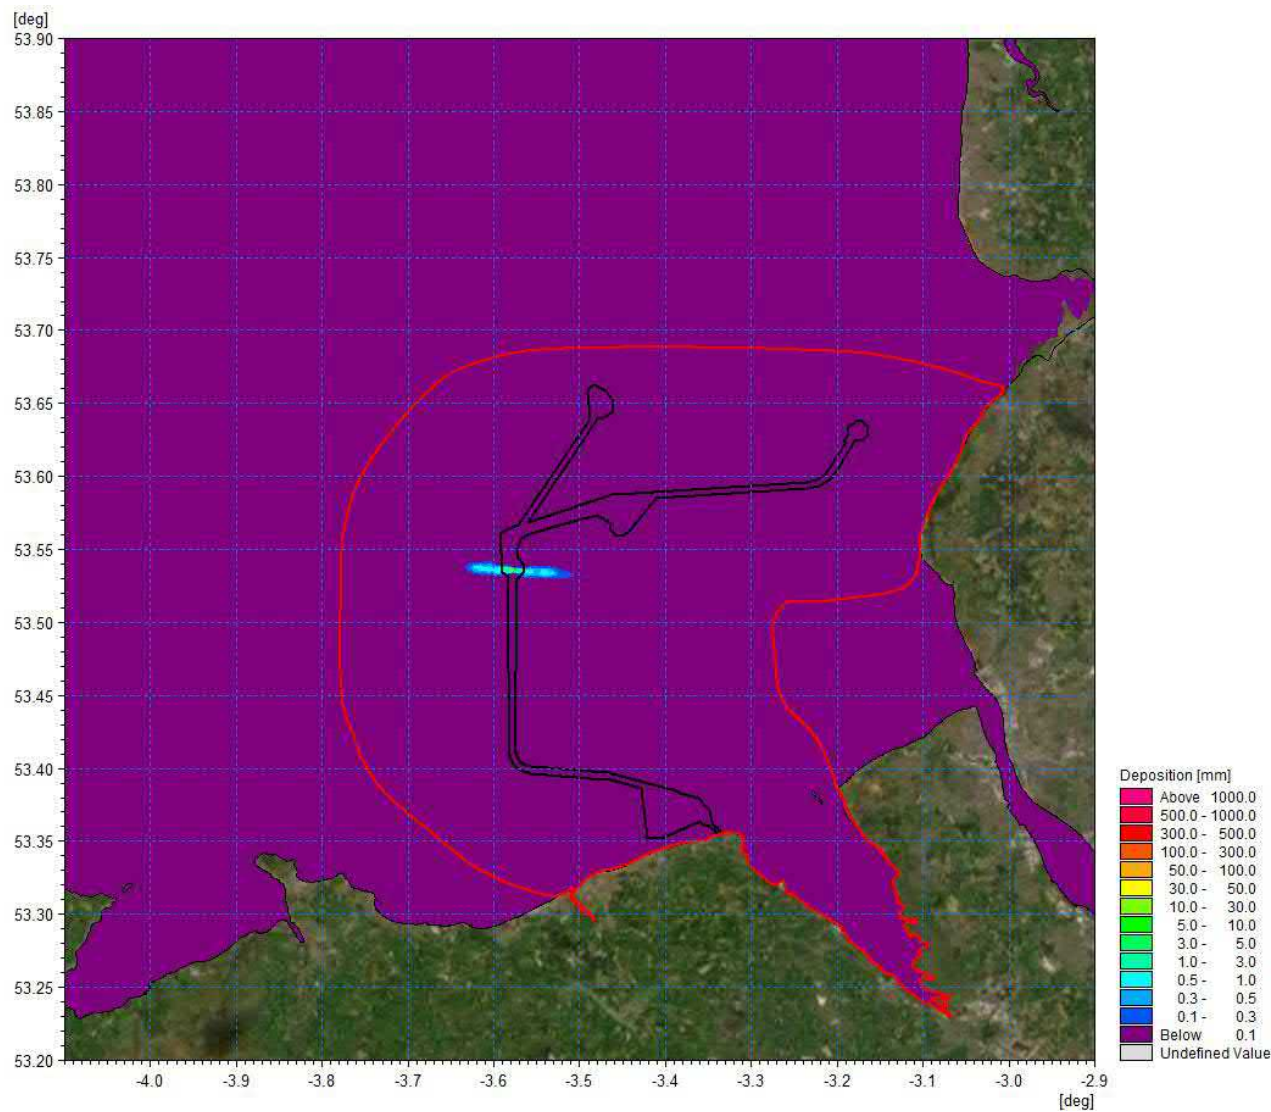 [deg]
53.90
53.85
53.80
53.75
53.70
53.65
53.60
53.55
53.50
53.45
53.40
53.35
53.30
53.25
53.20
-4.0 -3.9 -3.8 -3.7 -3.6 -3.5 -3.4 -3.3 -3.2 -3.1 -3.0 -2.9
[deg]
Deposition [mm]
Above 1000.0
500.0 - 1000.0
300.0 - 500.0
100.0 - 300.0
50.0 - 100.0
30.0 - 50.0
10.0 - 30.0
5.0 - 10.0
3.0 - 5.0
1.0 - 3.0
0.5 - 1.0
0.3 - 0.5
0.1 - 0.3
Below 0.1
Undefined Value